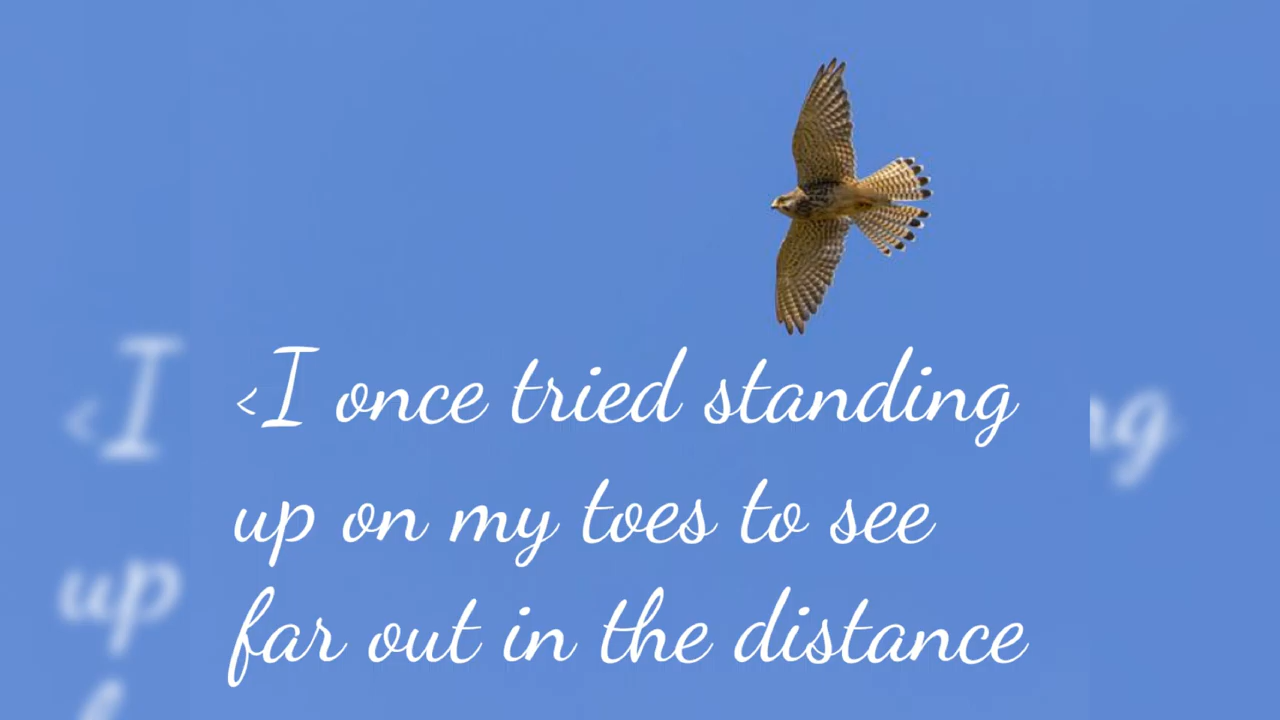 <I once tried standing
up on my toes to see
far out in the distance